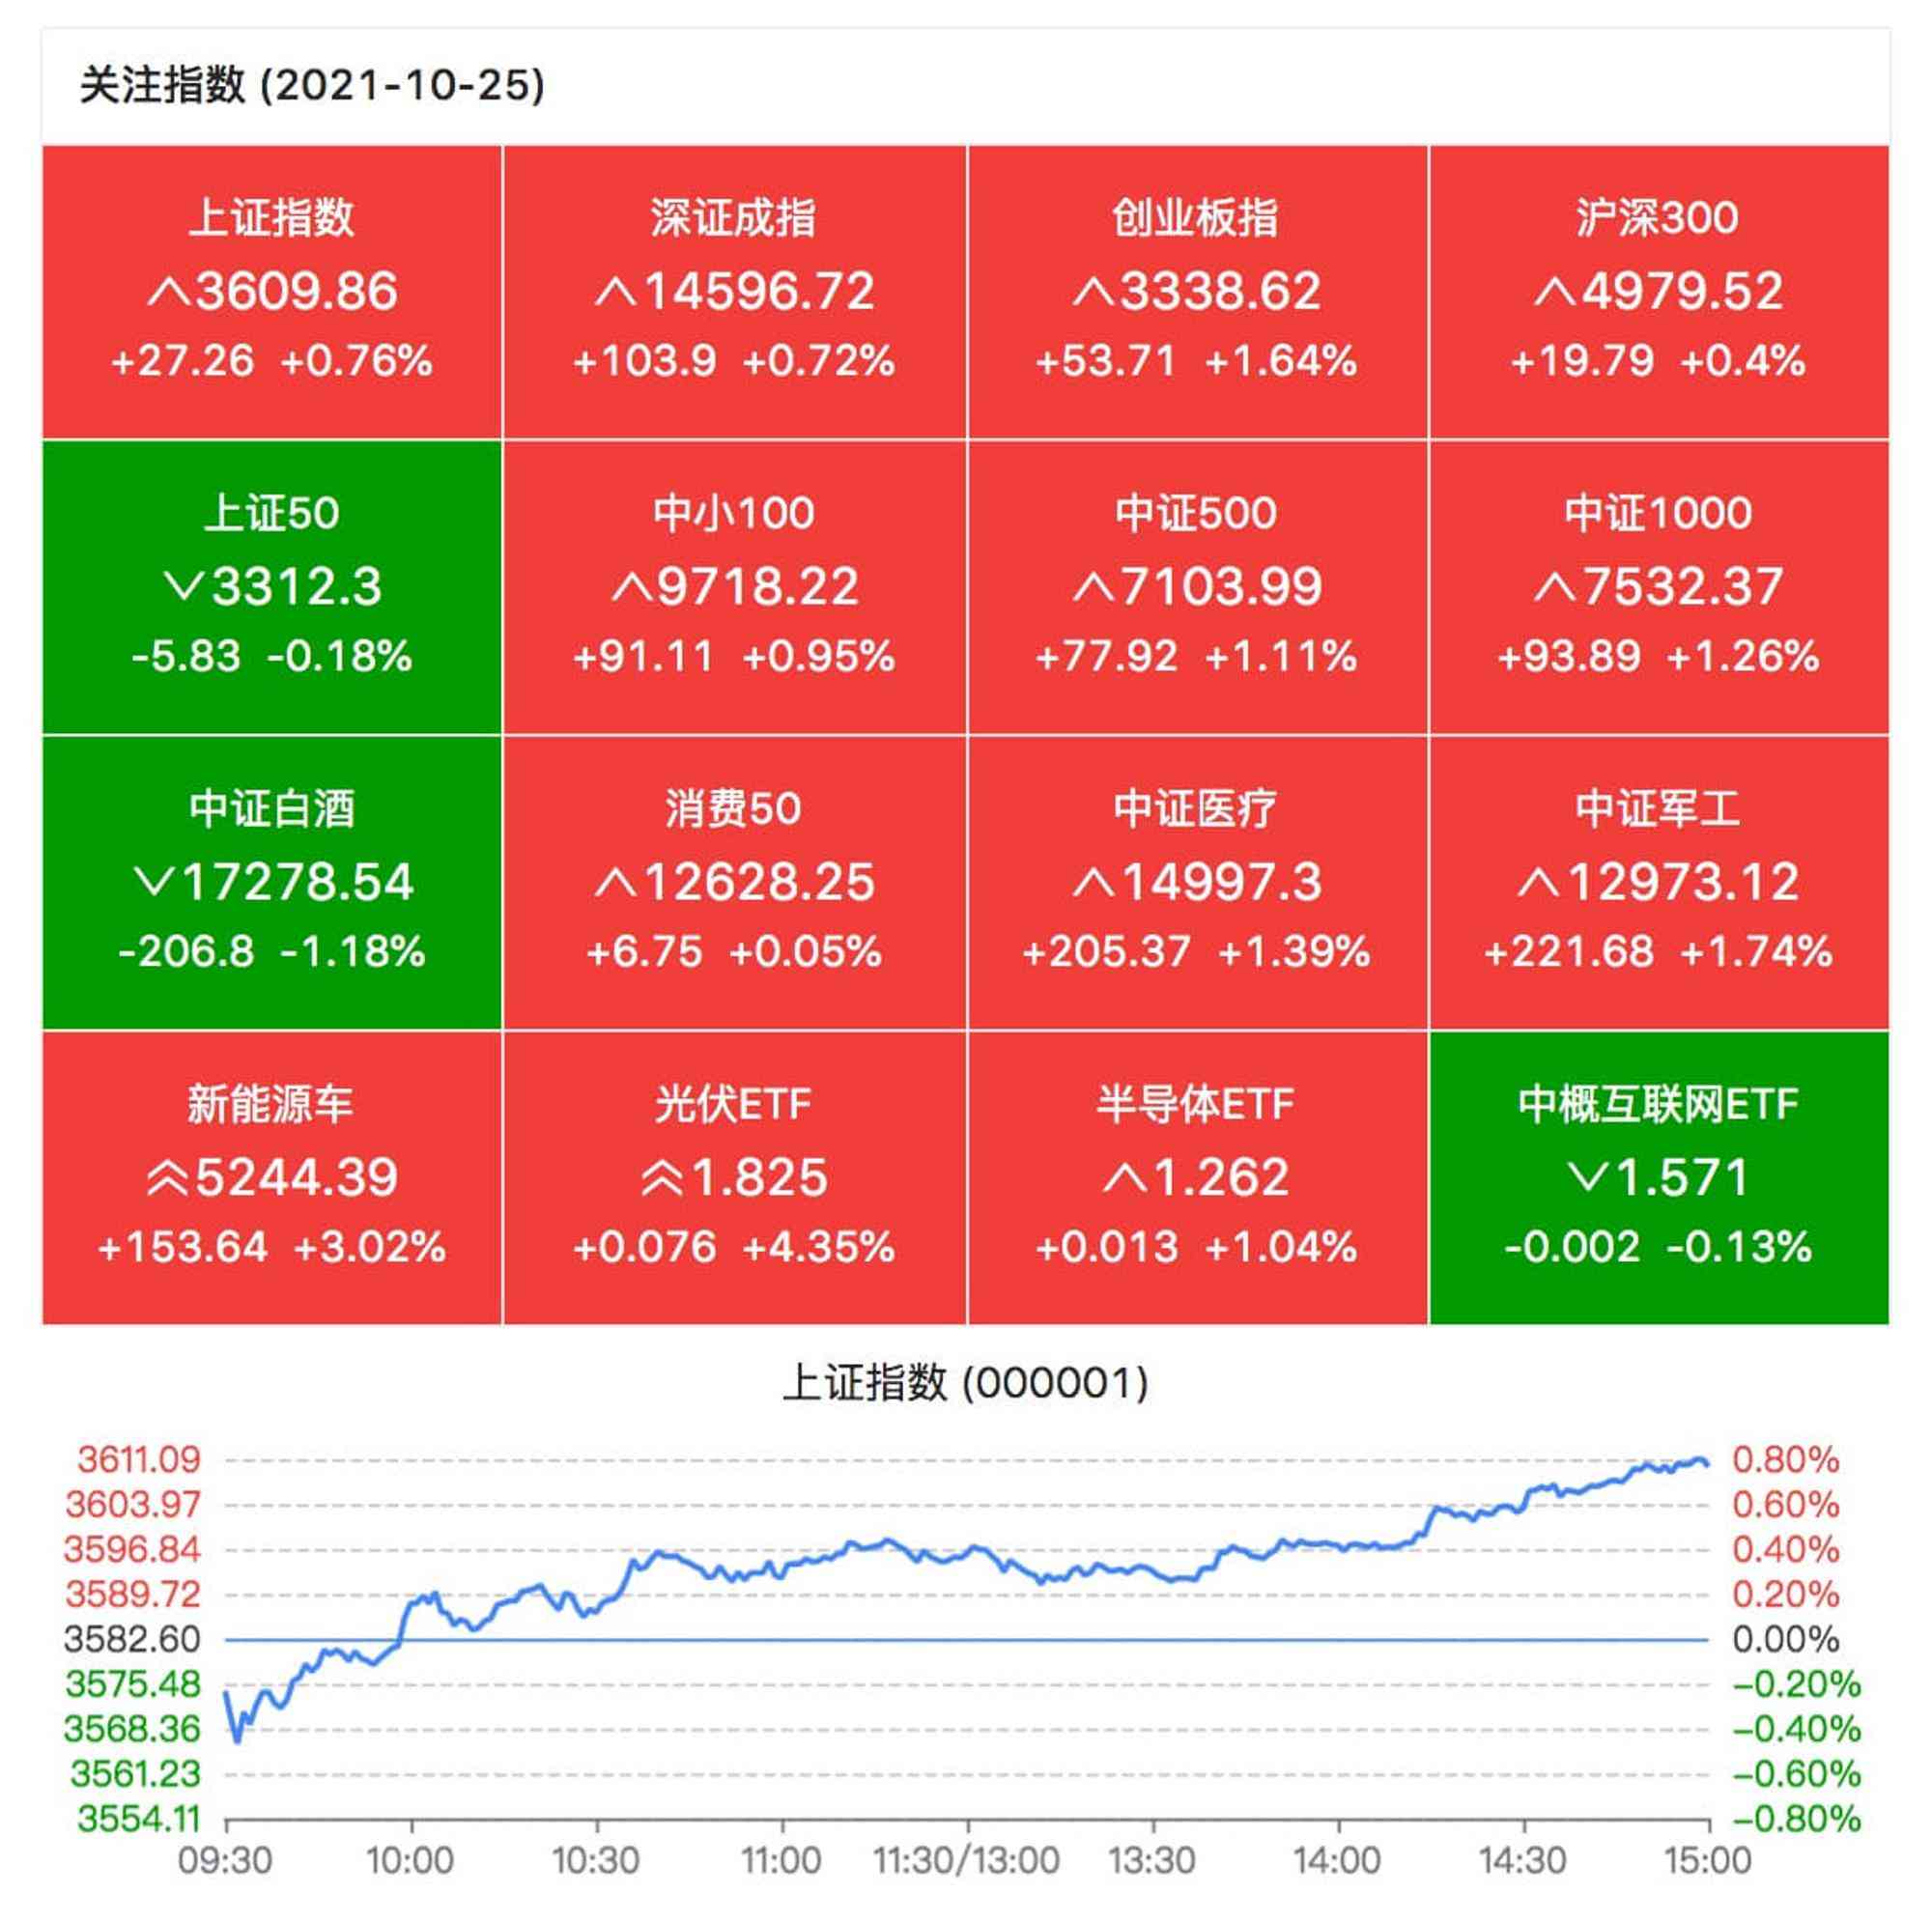 关注指数 (2021-10-25)
上证指数
3609.86
+27.26 +0.76%
深证成指
14596.72
+103.9 +0.72%
创业板指
3338.62
+53.71 +1.64%
沪深300
4979.52
+19.79 +0.4%
上证50
3312.3
-5.83 -0.18%
中小100
9718.22
+91.11 +0.95%
中证500
7103.99
+77.92 +1.11%
中证1000
7532.37
+93.89 +1.26%
中证白酒
17278.54
-206.8 -1.18%
消费50
12628.25
+6.75 +0.05%
中证医疗
14997.3
+205.37 +1.39%
中证军工
12973.12
+221.68 +1.74%
新能源车
5244.39
+153.64 +3.02%
光伏ETF
1.825
+0.076 +4.35%
半导体ETF
1.262
+0.013 +1.04%
中概互联网ETF
1.571
-0.002 -0.13%
上证指数 (000001)
3611.09 0.80%
3603.97 0.60%
3596.84 0.40%
3589.72 0.20%
3582.60 0.00%
3575.48 −0.20%
3568.36 −0.40%
3561.23 −0.60%
3554.11 −0.80%
09:30 10:00 10:30 11:00 11:30/13:00 13:30 14:00 14:30 15:00